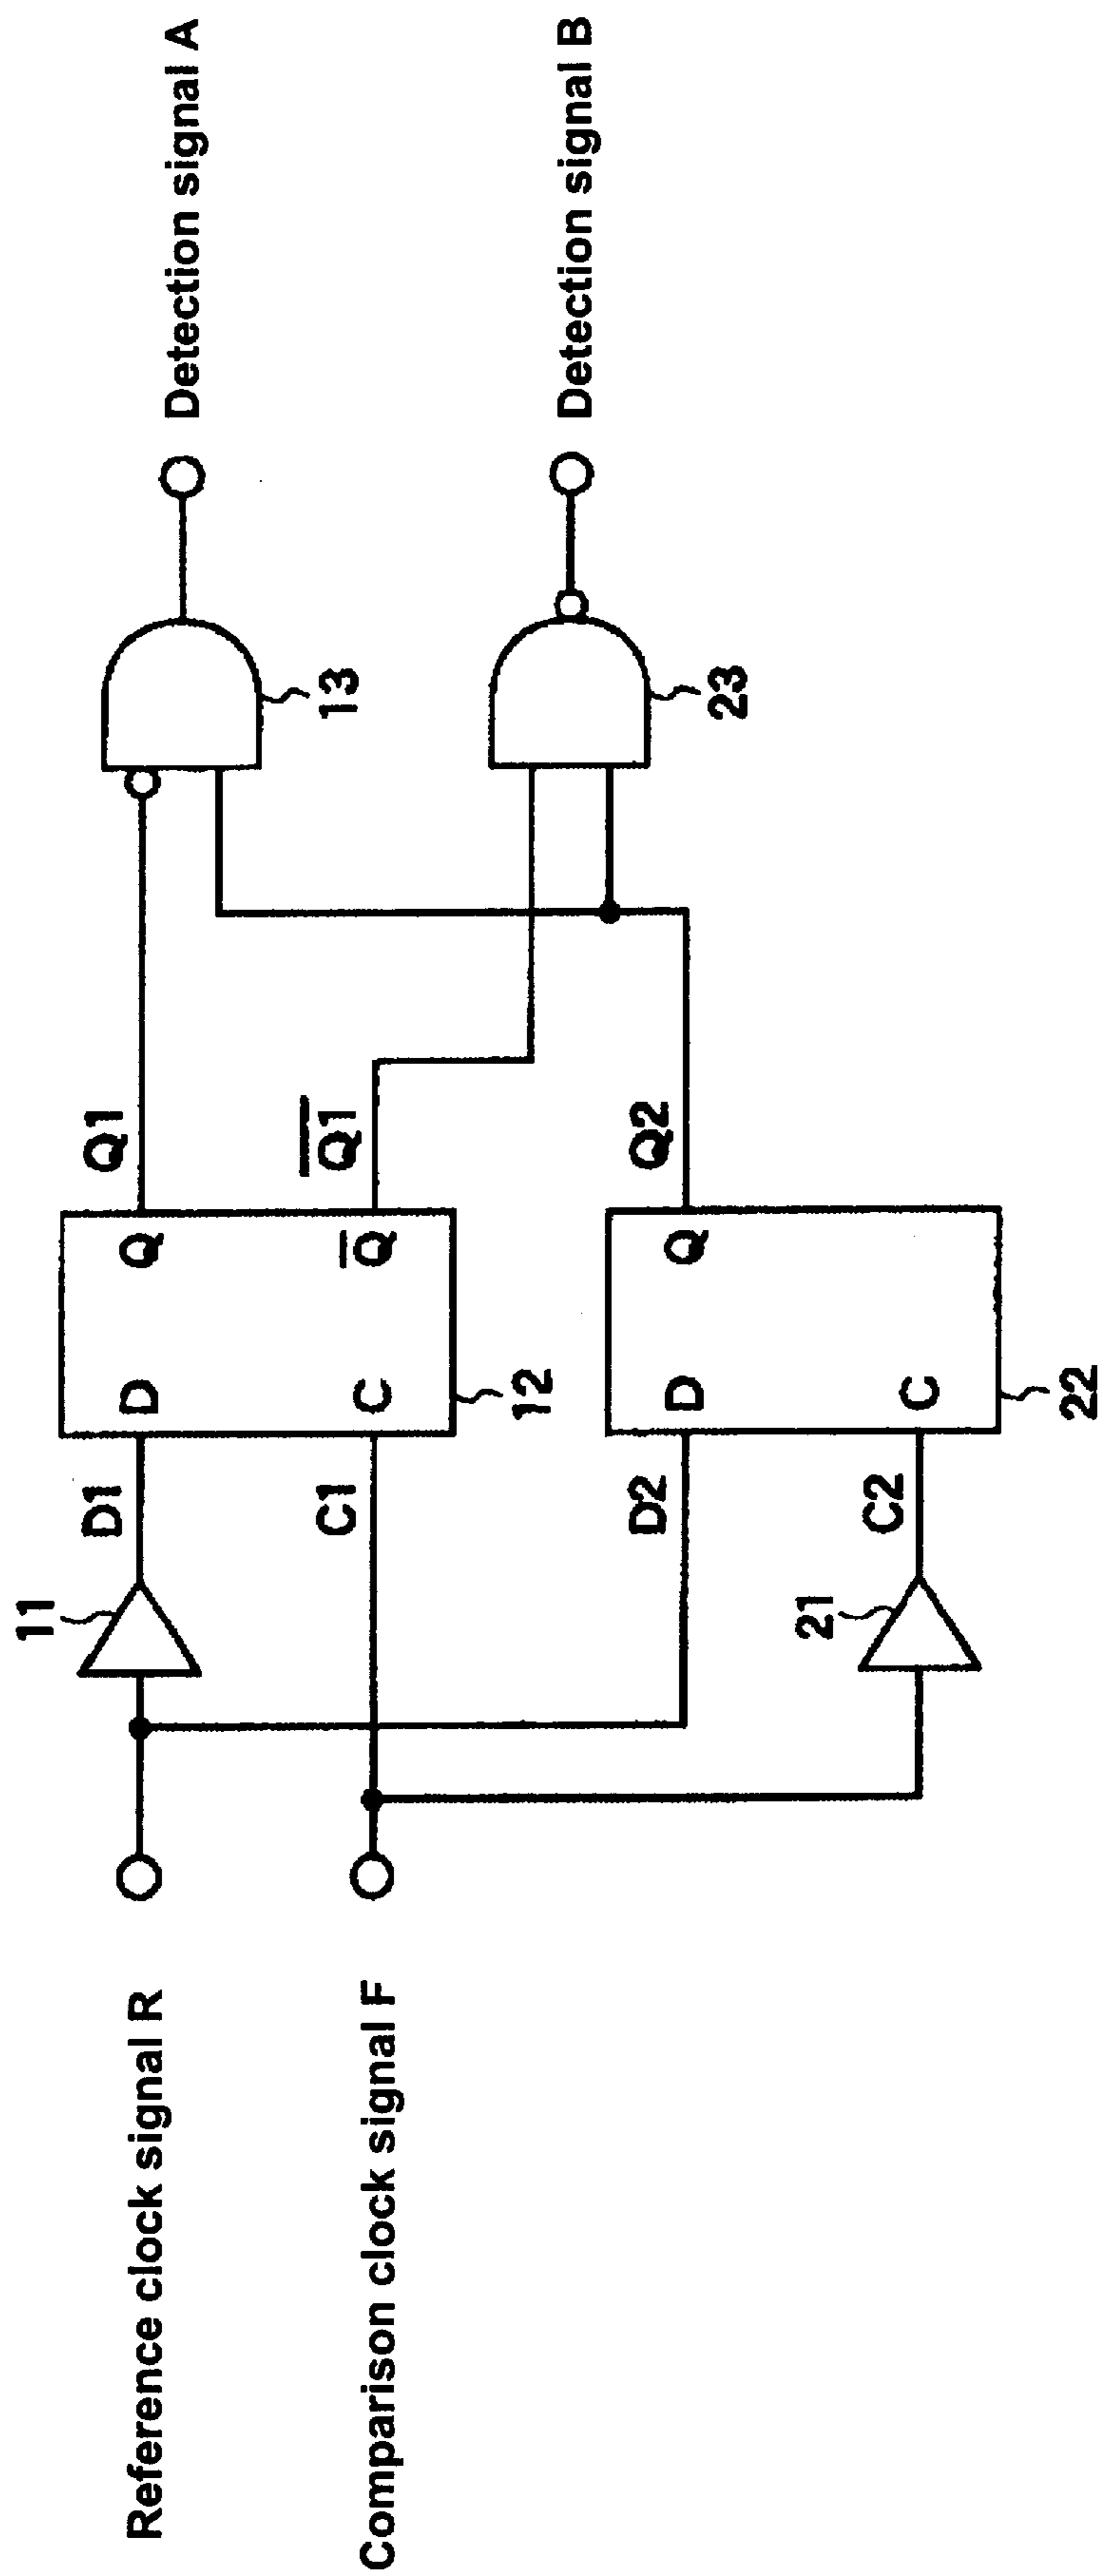 Reference clock signal R
Comparison clock signal F
11
D1
C1
D
Q
C
Q̅
12
Q1
Q̅1̅
13
Detection signal A
21
D2
C2
D
Q
C
22
Q2
23
Detection signal B